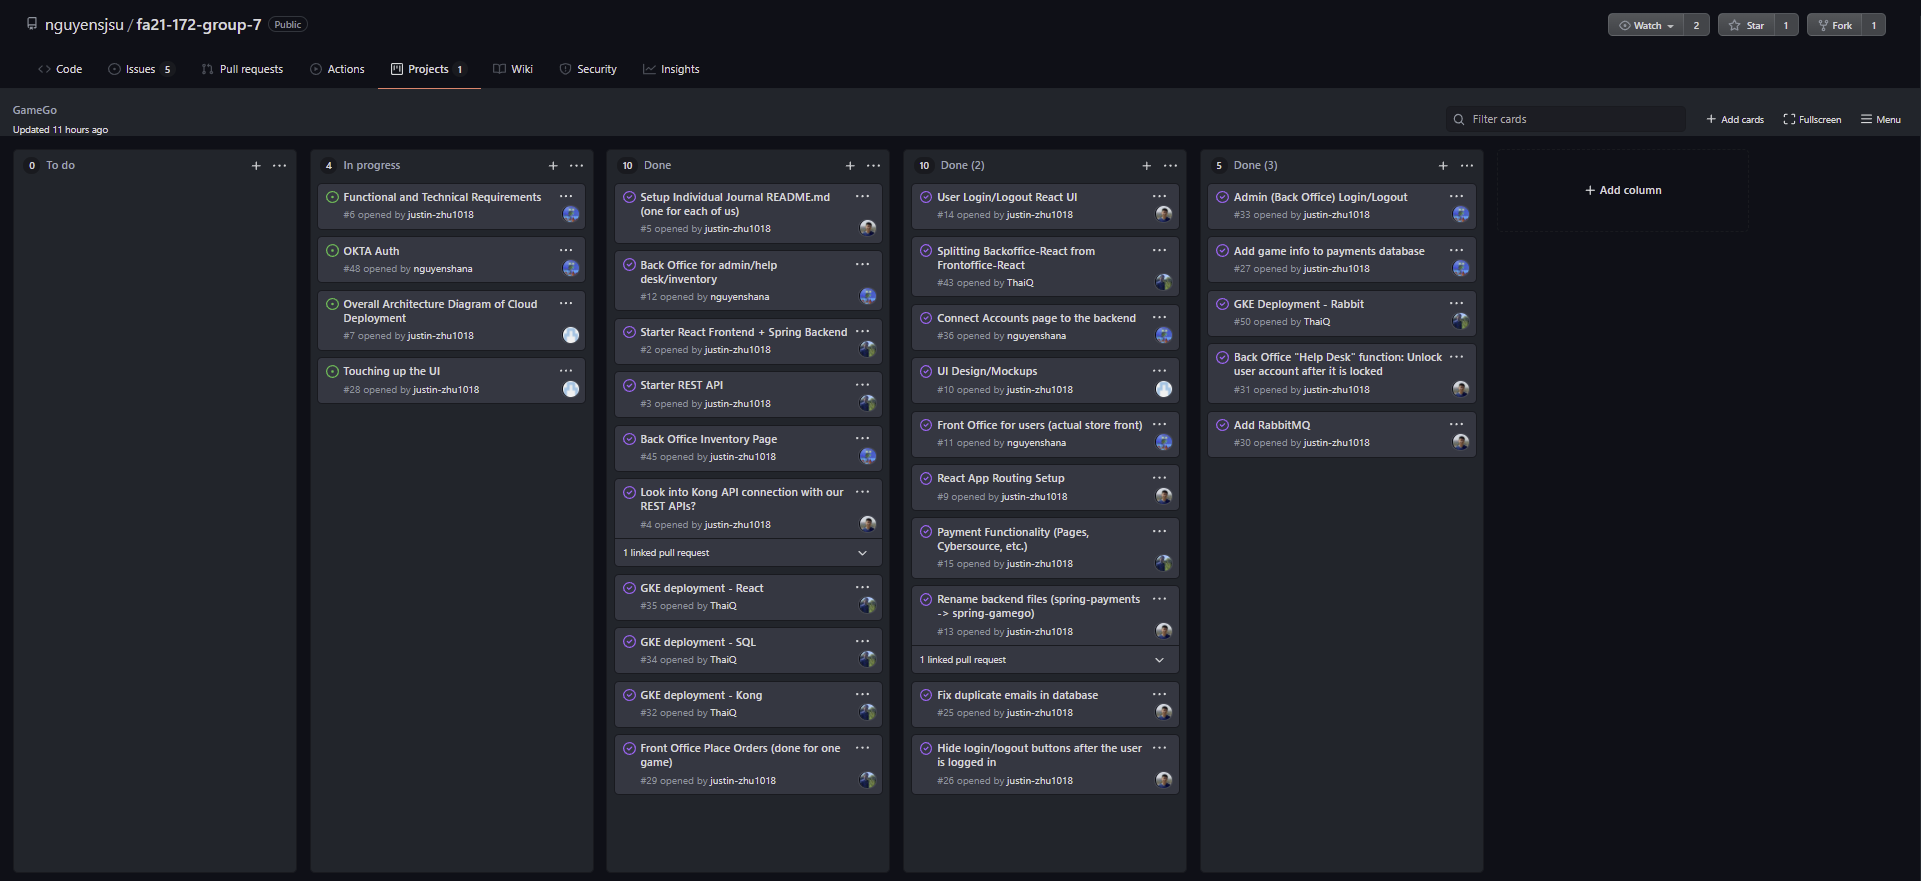 nguyensjsu / fa21-172-group-7 Public
Watch 2 Star 1 Fork 1
Code Issues 5 Pull requests Actions Projects 1 Wiki Security Insights
GameGo
Updated 11 hours ago
Filter cards
Add cards Fullscreen Menu
0 To do
4 In progress
Functional and Technical Requirements
#6 opened by justin-zhu1018
OKTA Auth
#48 opened by nguyenshana
Overall Architecture Diagram of Cloud
Deployment
#7 opened by justin-zhu1018
Touching up the UI
#28 opened by justin-zhu1018
10 Done
Setup Individual Journal README.md
(one for each of us)
#5 opened by justin-zhu1018
Back Office for admin/help
desk/inventory
#12 opened by nguyenshana
Starter React Frontend + Spring Backend
#2 opened by justin-zhu1018
Starter REST API
#3 opened by justin-zhu1018
Back Office Inventory Page
#45 opened by justin-zhu1018
Look into Kong API connection with our
REST APIs?
#4 opened by justin-zhu1018
1 linked pull request
GKE deployment - React
#35 opened by ThaiQ
GKE deployment - SQL
#34 opened by ThaiQ
GKE deployment - Kong
#32 opened by ThaiQ
Front Office Place Orders (done for one
game)
#29 opened by justin-zhu1018
10 Done (2)
User Login/Logout React UI
#14 opened by justin-zhu1018
Splitting Backoffice-React from
Frontoffice-React
#43 opened by ThaiQ
Connect Accounts page to the backend
#36 opened by nguyenshana
UI Design/Mockups
#10 opened by justin-zhu1018
Front Office for users (actual store front)
#11 opened by nguyenshana
React App Routing Setup
#9 opened by justin-zhu1018
Payment Functionality (Pages,
Cybersource, etc.)
#15 opened by justin-zhu1018
Rename backend files (spring-payments
-> spring-gamego)
#13 opened by justin-zhu1018
1 linked pull request
Fix duplicate emails in database
#25 opened by justin-zhu1018
Hide login/logout buttons after the user
is logged in
#26 opened by justin-zhu1018
5 Done (3)
Admin (Back Office) Login/Logout
#33 opened by justin-zhu1018
Add game info to payments database
#27 opened by justin-zhu1018
GKE Deployment - Rabbit
#50 opened by ThaiQ
Back Office "Help Desk" function: Unlock
user account after it is locked
#31 opened by justin-zhu1018
Add RabbitMQ
#30 opened by justin-zhu1018
+ Add column